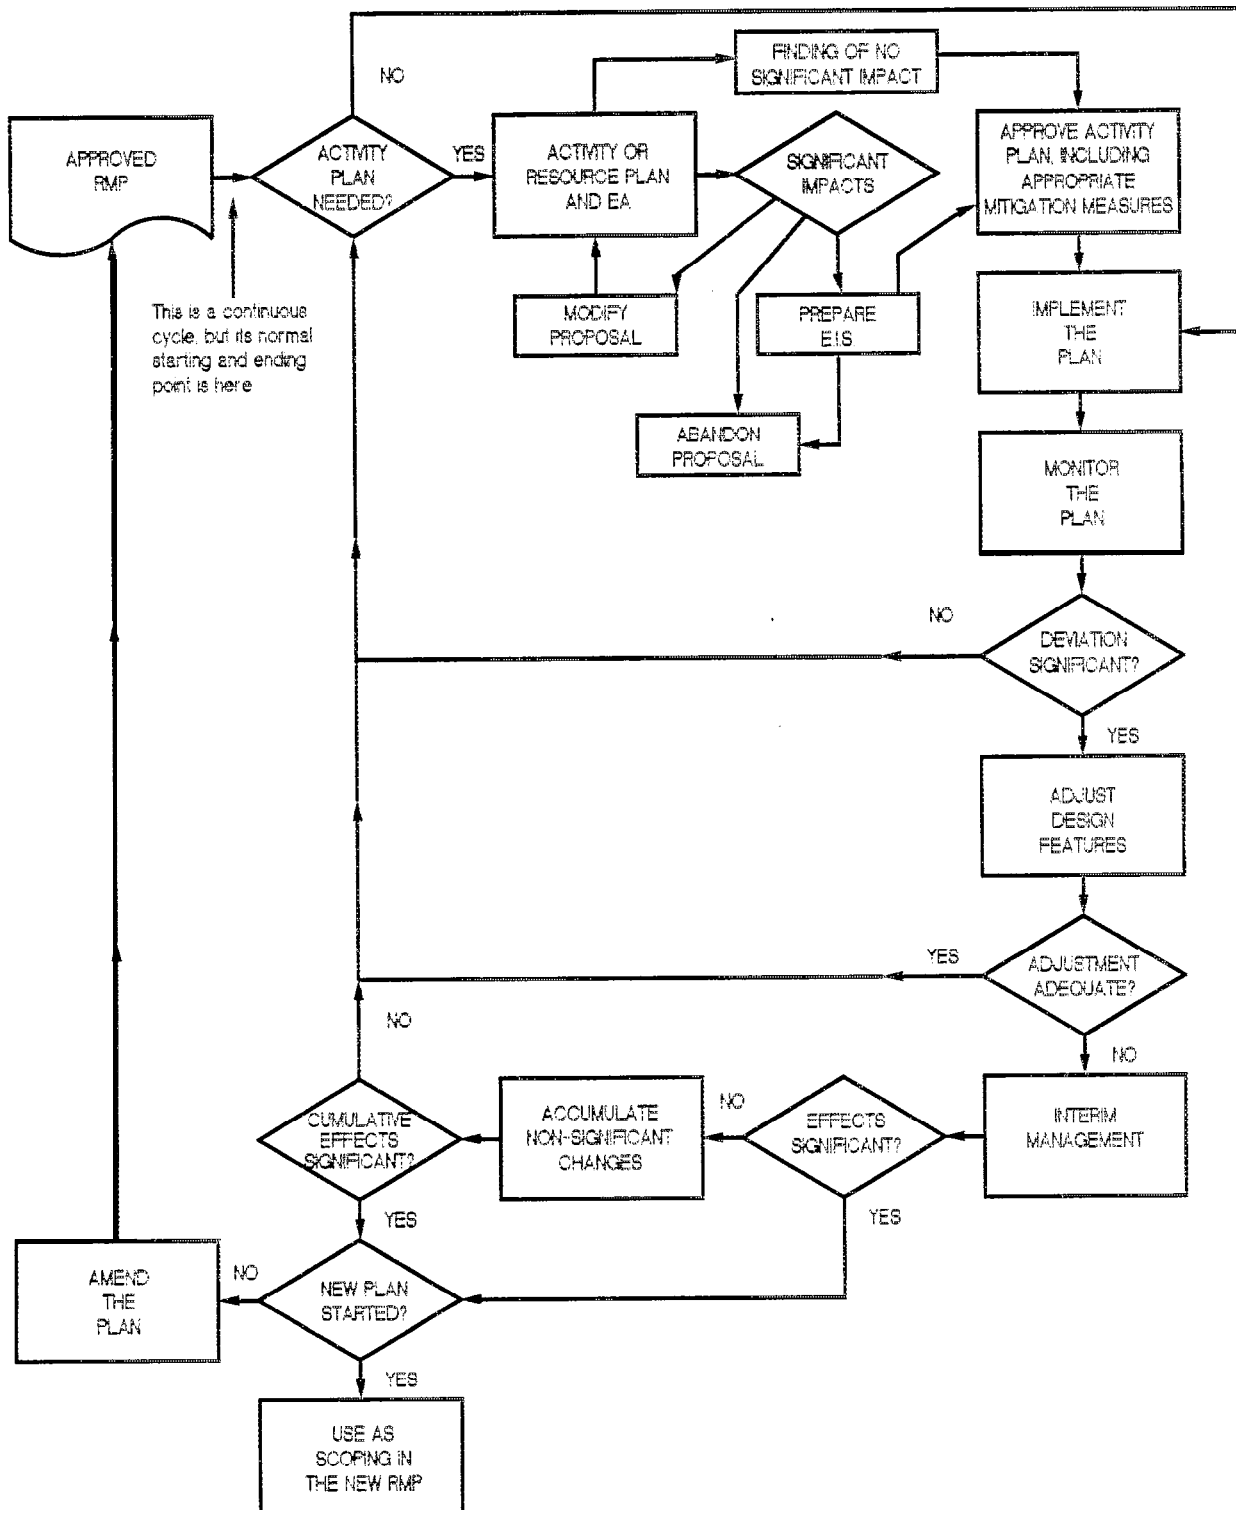 NO
FINDING OF NO
SIGNIFICANT IMPACT
APPROVED
RMP
ACTIVITY
PLAN
NEEDED?
YES
ACTIVITY OR
RESOURCE PLAN
AND EA
SIGNIFICANT
IMPACTS
APPROVE ACTIVITY
PLAN, INCLUDING
APPROPRIATE
MITIGATION MEASURES
This is a continuous
cycle, but its normal
starting and ending
point is here
MODIFY
PROPOSAL
PREPARE
E.I.S.
IMPLEMENT
THE
PLAN
ABANDON
PROPOSAL
MONITOR
THE
PLAN
NO
DEVIATION
SIGNIFICANT?
YES
ADJUST
DESIGN
FEATURES
YES
ADJUSTMENT
ADEQUATE?
NO
NO
CUMULATIVE
EFFECTS
SIGNIFICANT?
ACCUMULATE
NON-SIGNIFICANT
CHANGES
NO
EFFECTS
SIGNIFICANT?
INTERIM
MANAGEMENT
YES
YES
AMEND
THE
PLAN
NO
NEW PLAN
STARTED?
YES
USE AS
SCOPING IN
THE NEW RMP